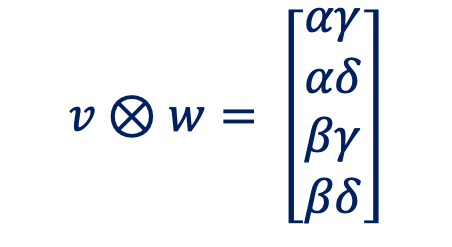 v ⊗ w = [αγ
αδ
βγ
βδ]